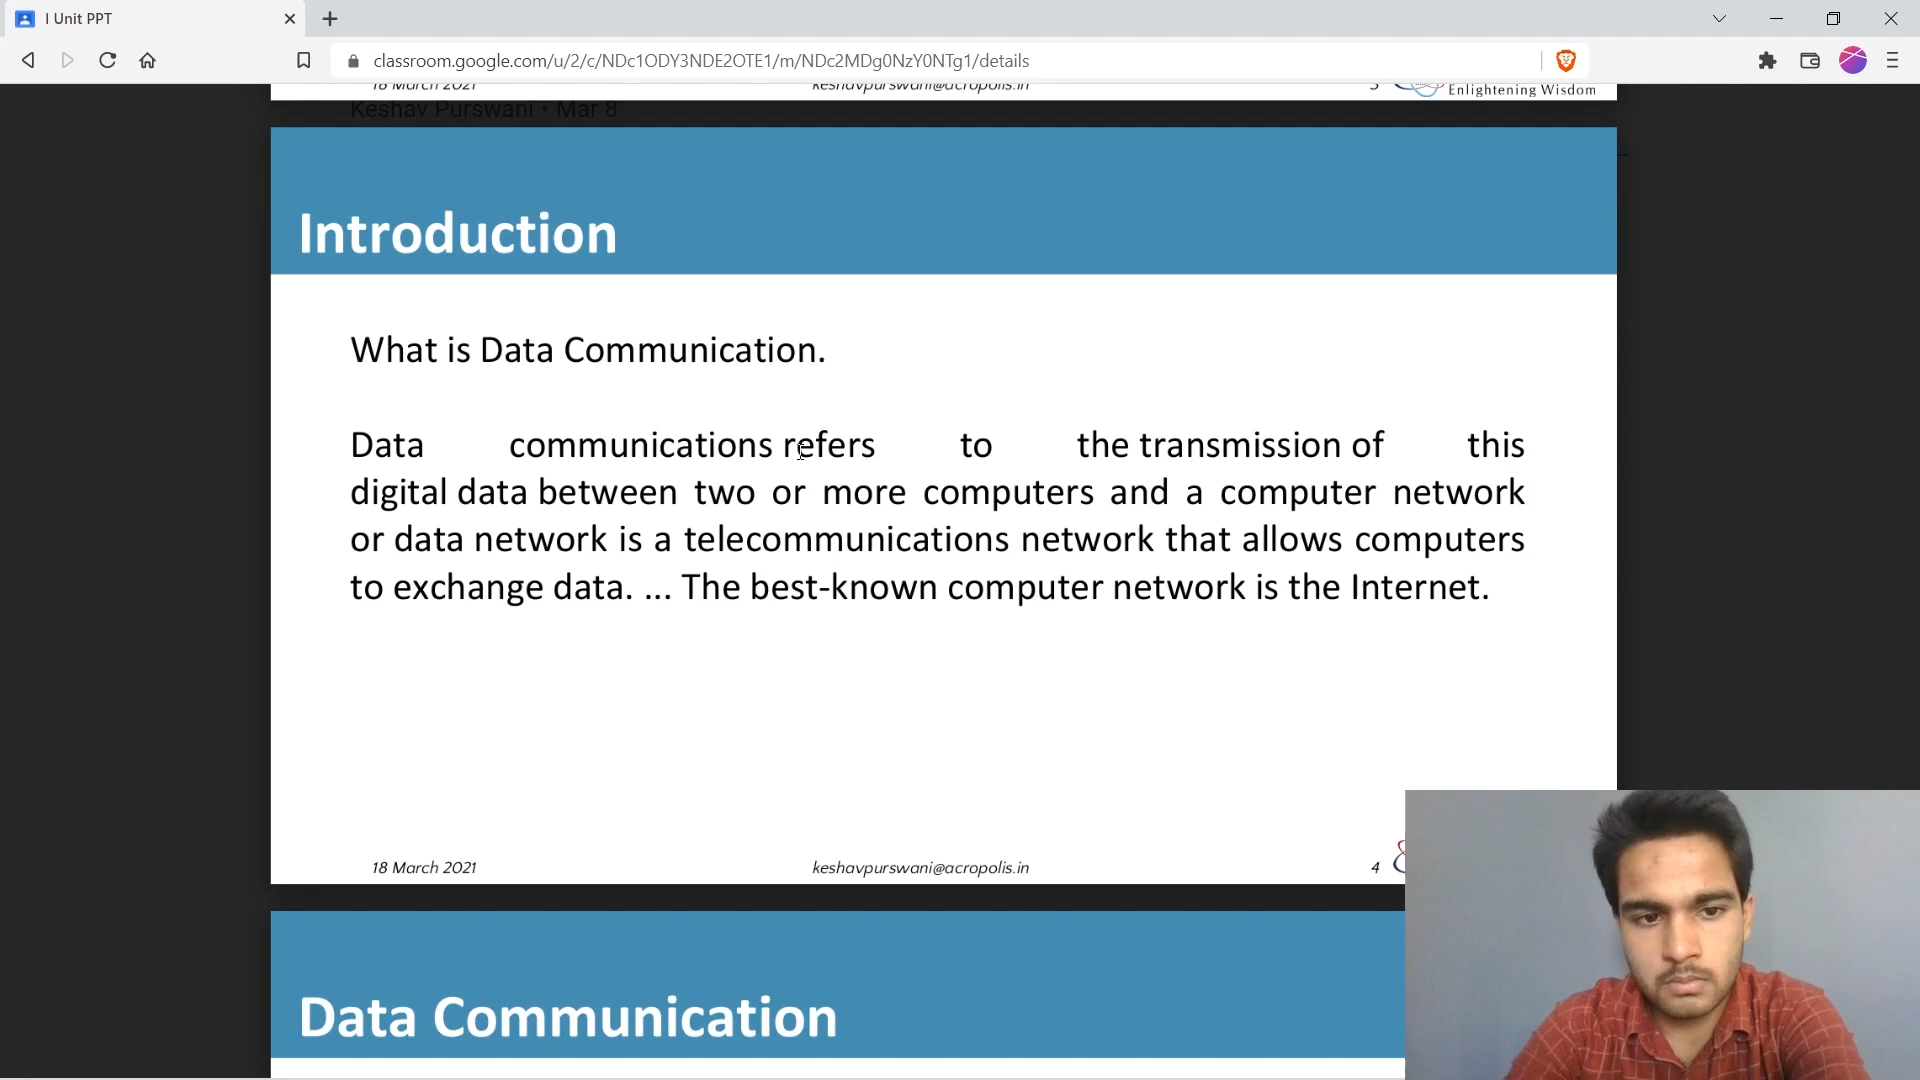 I Unit PPT
classroom.google.com/u/2/c/NDc1ODY3NDE2OTE1/m/NDc2MDg0NzY0NTg1/details
18 March 2021 keshavpurswani@acropolis.in 3 Enlightening Wisdom
Keshav Purswani • Mar 8
Introduction
What is Data Communication.
Data communications refers to the transmission of this
digital data between two or more computers and a computer network
or data network is a telecommunications network that allows computers
to exchange data. ... The best-known computer network is the Internet.
18 March 2021 keshavpurswani@acropolis.in 4
Data Communication